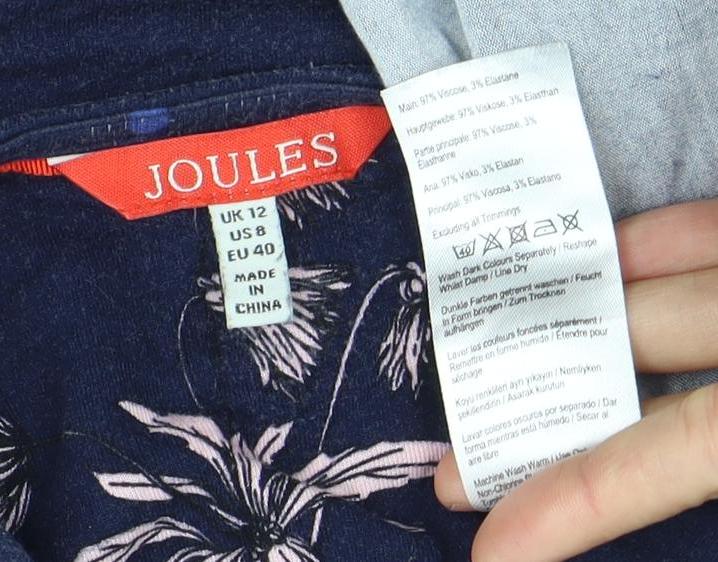 JOULES
UK 12
US 8
EU 40
MADE
IN
CHINA
Main: 97% Viscose, 3% Elastane
Hauptgewebe: 97% Viskose, 3% Elasthan
Partie principale: 97% Viscose, 3%
Elasthanne
Ana: 97% Visko, 3% Elastan
Principal: 97% Viscosa, 3% Elastano
Excluding all Trimmings
40
Wash Dark Colours Separately / Reshape
Whilst Damp / Line Dry
Dunkle Farben getrennt waschen / Feucht
in Form bringen / Zum Trocknen
aufhängen
Laver les couleurs foncées séparément /
Remettre en forme humide / Étendre pour
séchage
Koyu renklileri ayrı yıkayın / Nemliyken
şekillendirin / Asarak kurutun
Lavar colores oscuros por separado / Dar
forma mientras está húmedo / Secar al
aire libre
Machine Wash Warm /
Non-Chlorine